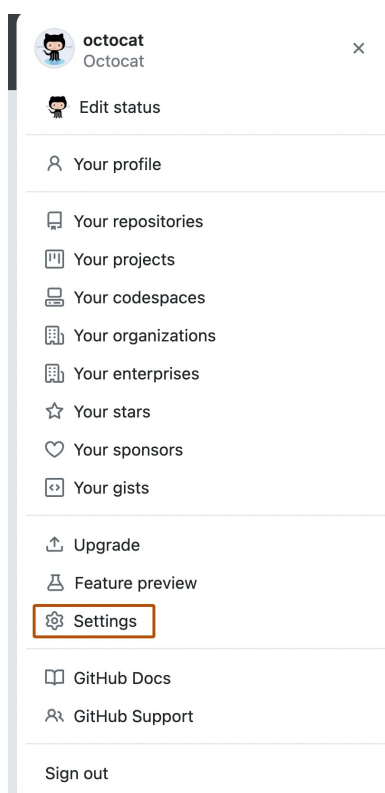 octocat
Octocat
Edit status
Your profile
Your repositories
Your projects
Your codespaces
Your organizations
Your enterprises
Your stars
Your sponsors
Your gists
Upgrade
Feature preview
Settings
GitHub Docs
GitHub Support
Sign out